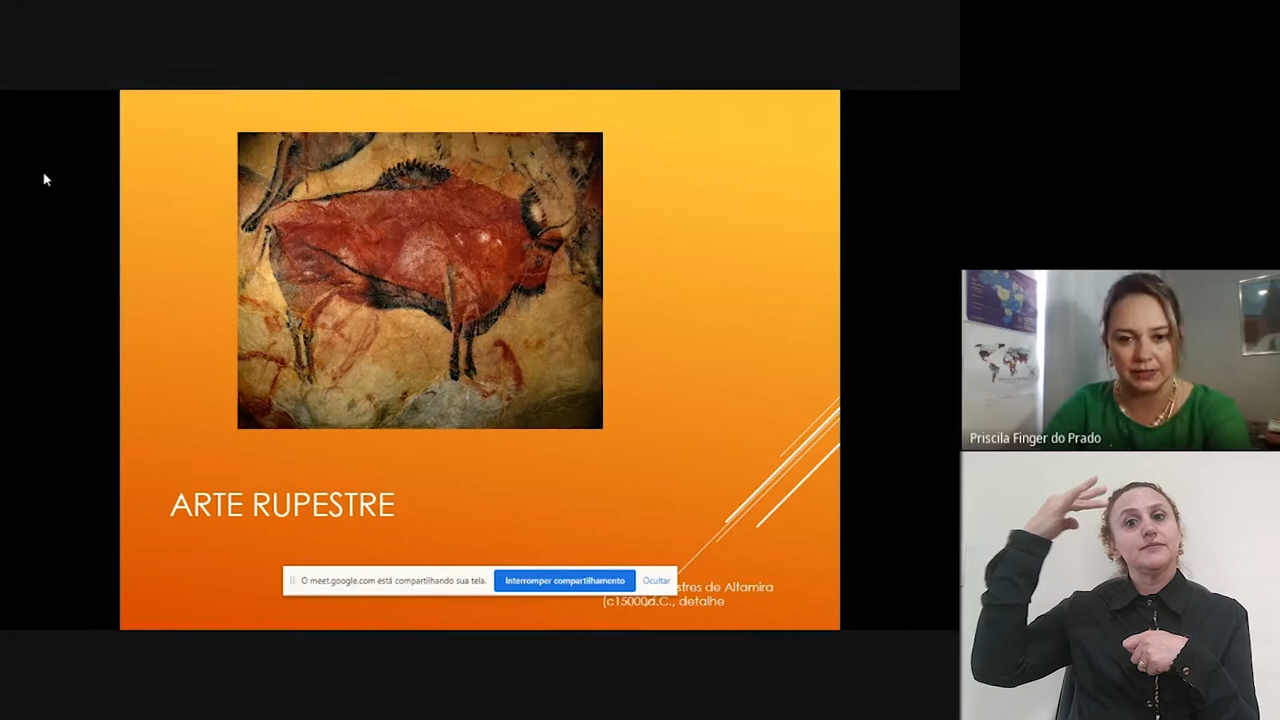 Priscila Finger do Prado
ARTE RUPESTRE
O meet.google.com está compartilhando sua tela.
Interromper compartilhamento
Ocultar
stres de Altamira
(c15000d.C., detalhe